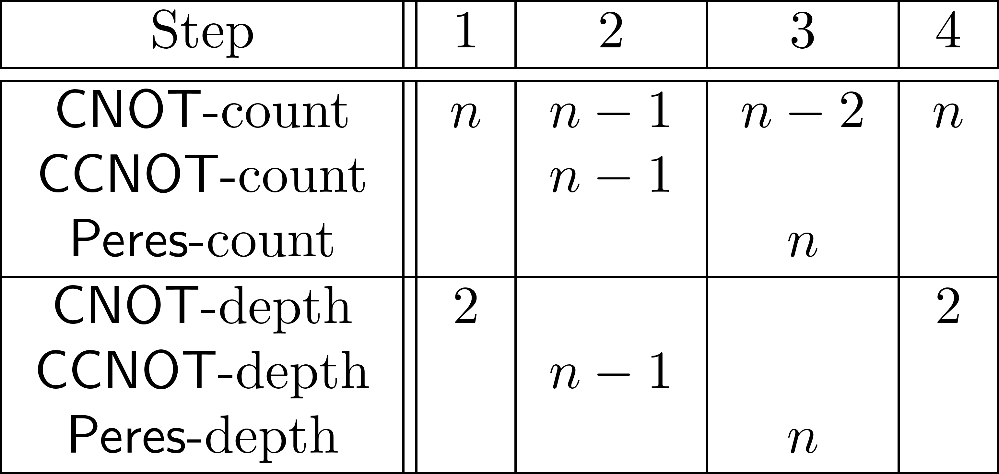 Step 1 2 3 4
CNOT-count n n − 1 n − 2 n
CCNOT-count n − 1
Peres-count n
CNOT-depth 2 2
CCNOT-depth n − 1
Peres-depth n